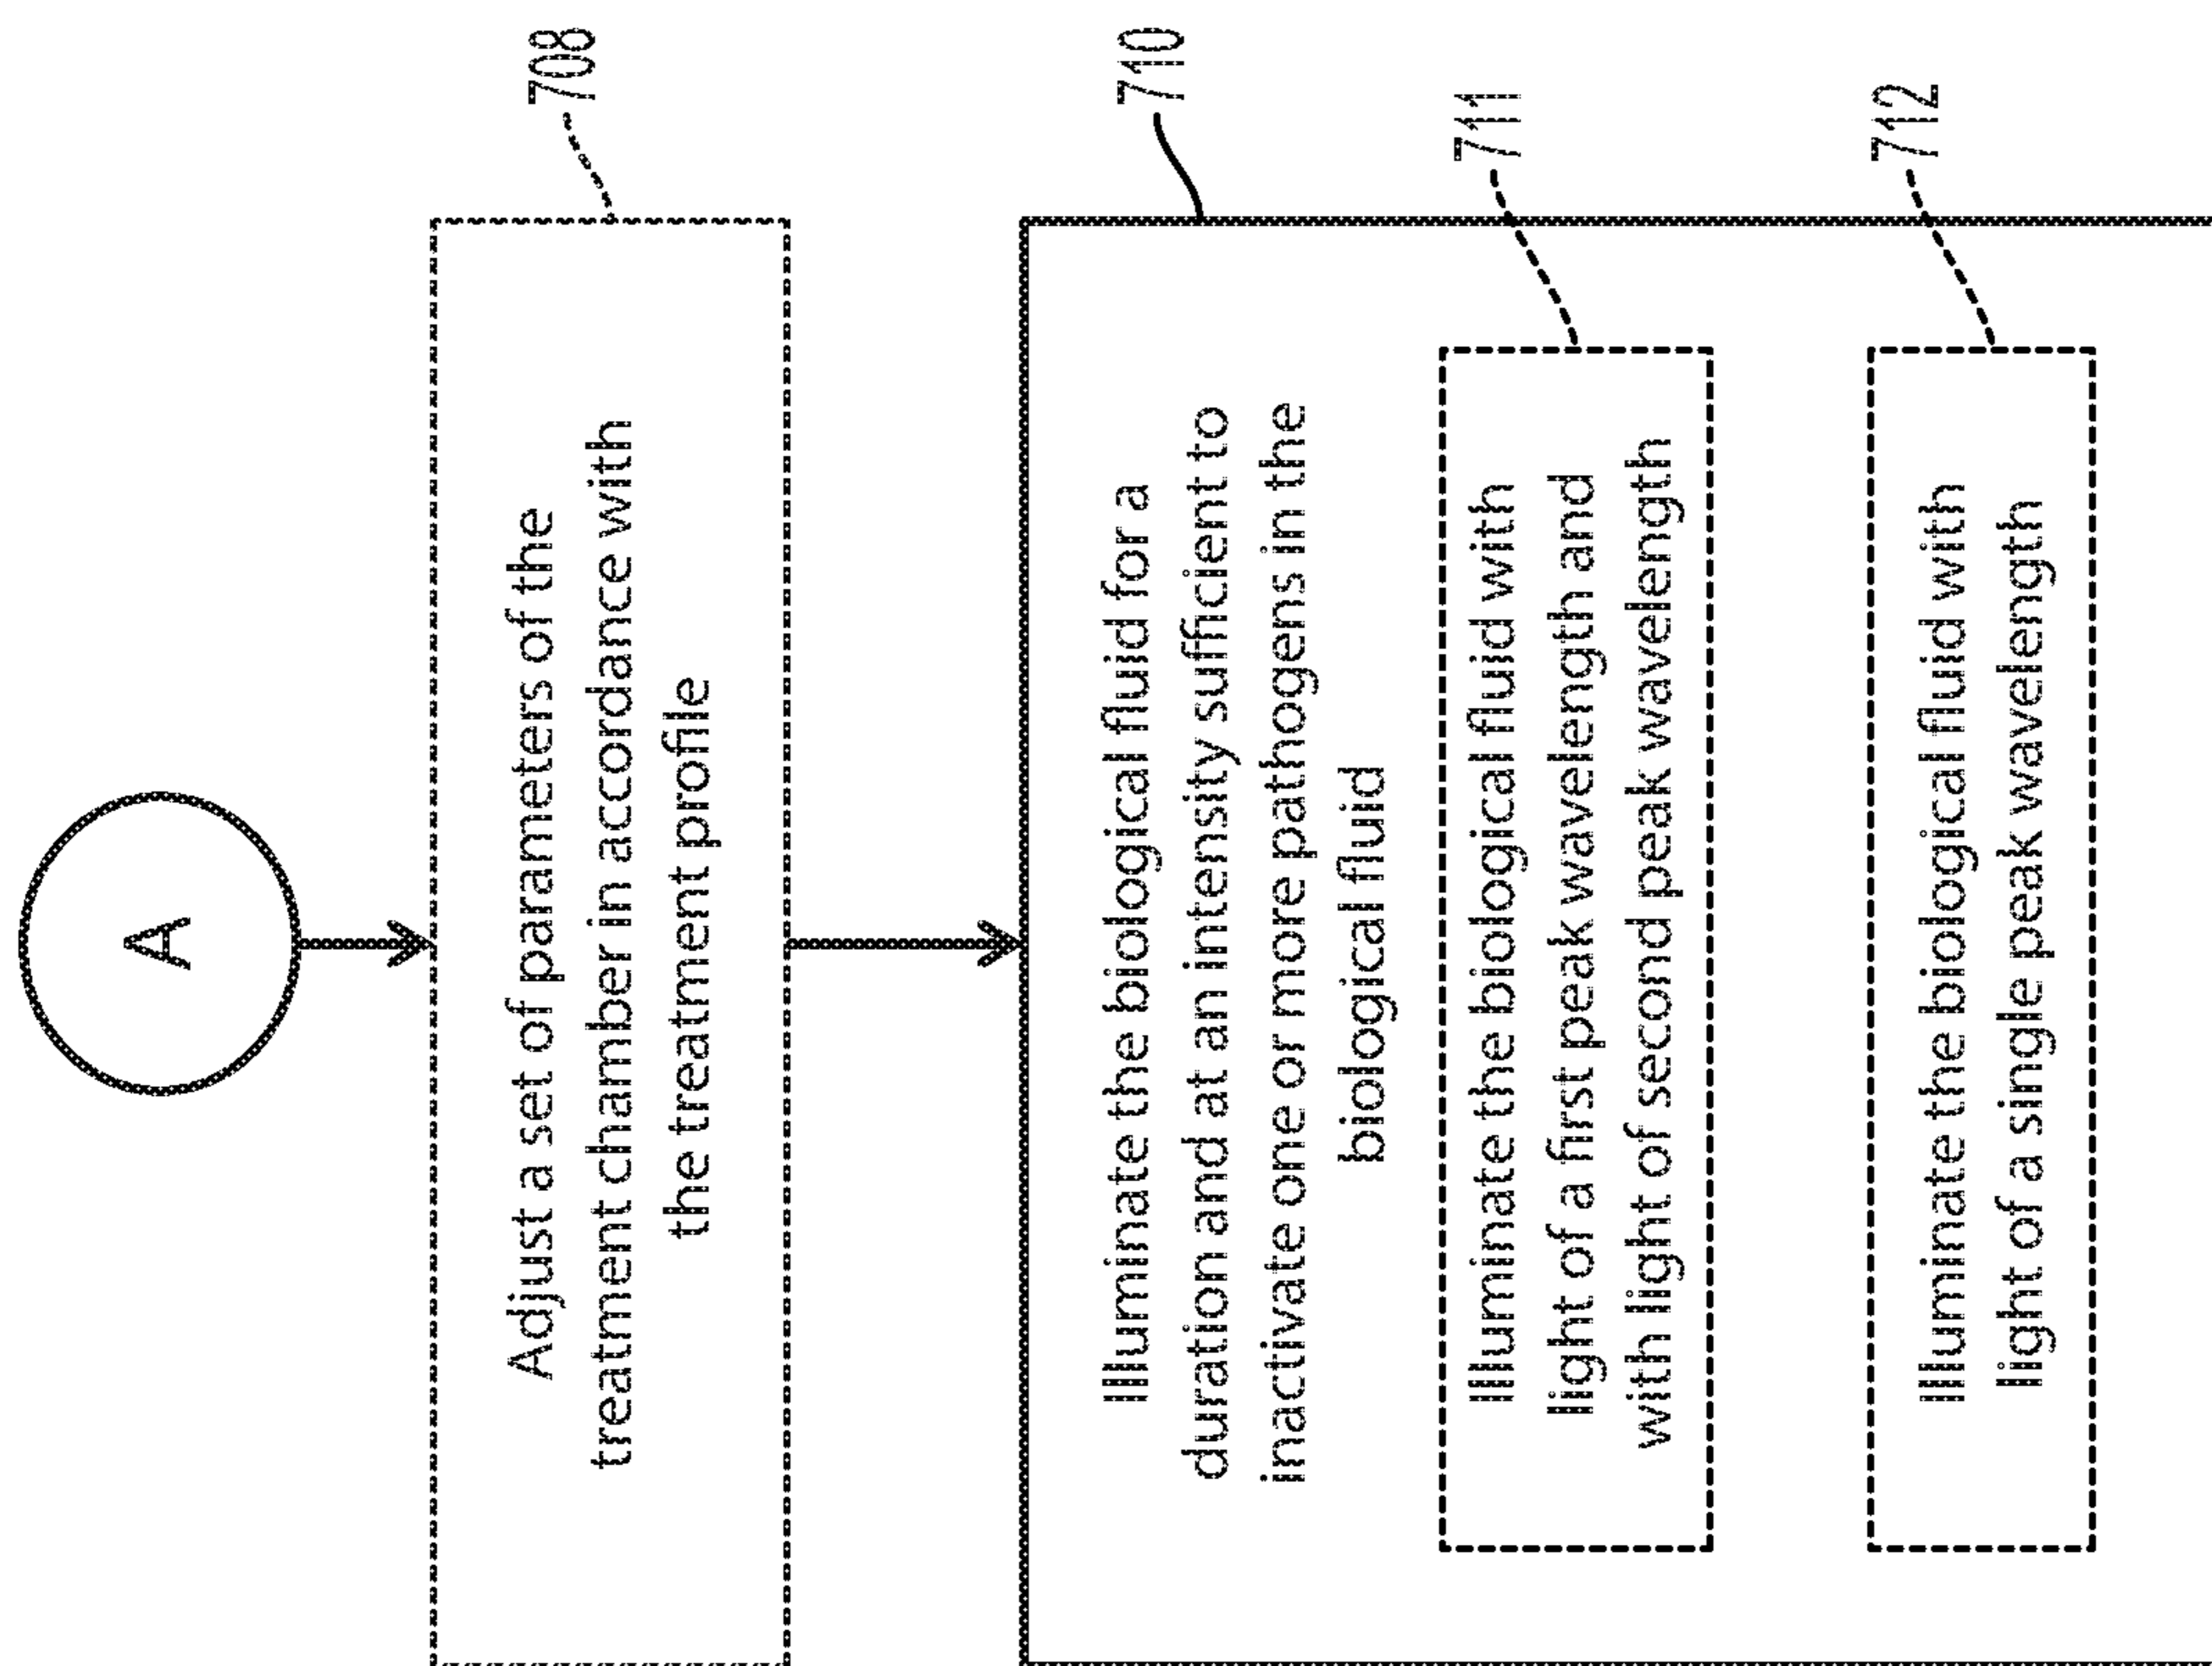 A
708
Adjust a set of parameters of the
treatment chamber in accordance with
the treatment profile
710
Illuminate the biological fluid for a
duration and at an intensity sufficient to
inactivate one or more pathogens in the
biological fluid
711
Illuminate the biological fluid with
light of a first peak wavelength and
with light of second peak wavelength
712
Illuminate the biological fluid with
light of a single peak wavelength